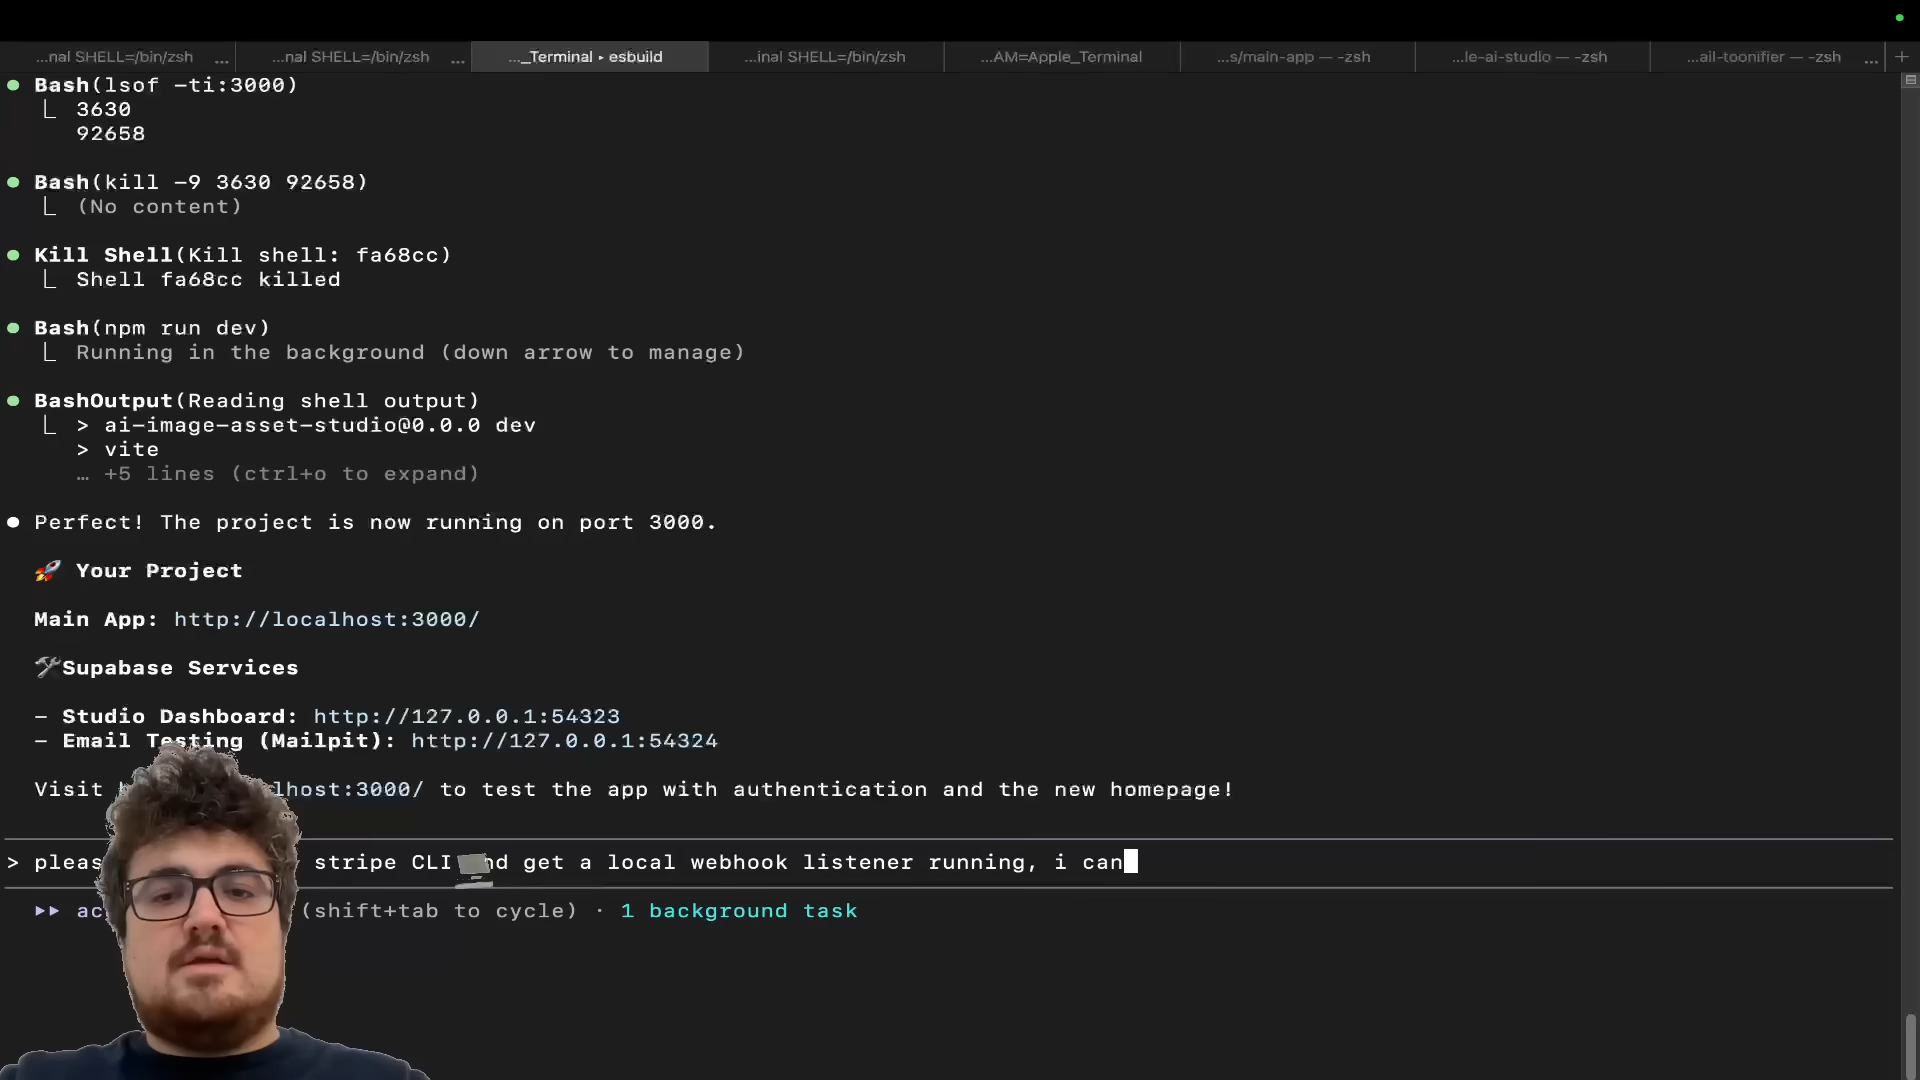 ...nal SHELL=/bin/zsh ... ...nal SHELL=/bin/zsh ... ..._Terminal ▸ esbuild ...inal SHELL=/bin/zsh ...AM=Apple_Terminal ...s/main-app — -zsh ...le-ai-studio — -zsh ...ail-toonifier — -zsh ... +
Bash(lsof -ti:3000)
3630
92658
Bash(kill -9 3630 92658)
(No content)
Kill Shell(Kill shell: fa68cc)
Shell fa68cc killed
Bash(npm run dev)
Running in the background (down arrow to manage)
BashOutput(Reading shell output)
> ai-image-asset-studio@0.0.0 dev
> vite
… +5 lines (ctrl+o to expand)
Perfect! The project is now running on port 3000.
🚀 Your Project
Main App: http://localhost:3000/
🛠️Supabase Services
- Studio Dashboard: http://127.0.0.1:54323
- Email Testing (Mailpit): http://127.0.0.1:54324
Visit lhost:3000/ to test the app with authentication and the new homepage!
> pleas stripe CLI nd get a local webhook listener running, i can
▸▸ ac (shift+tab to cycle) · 1 background task